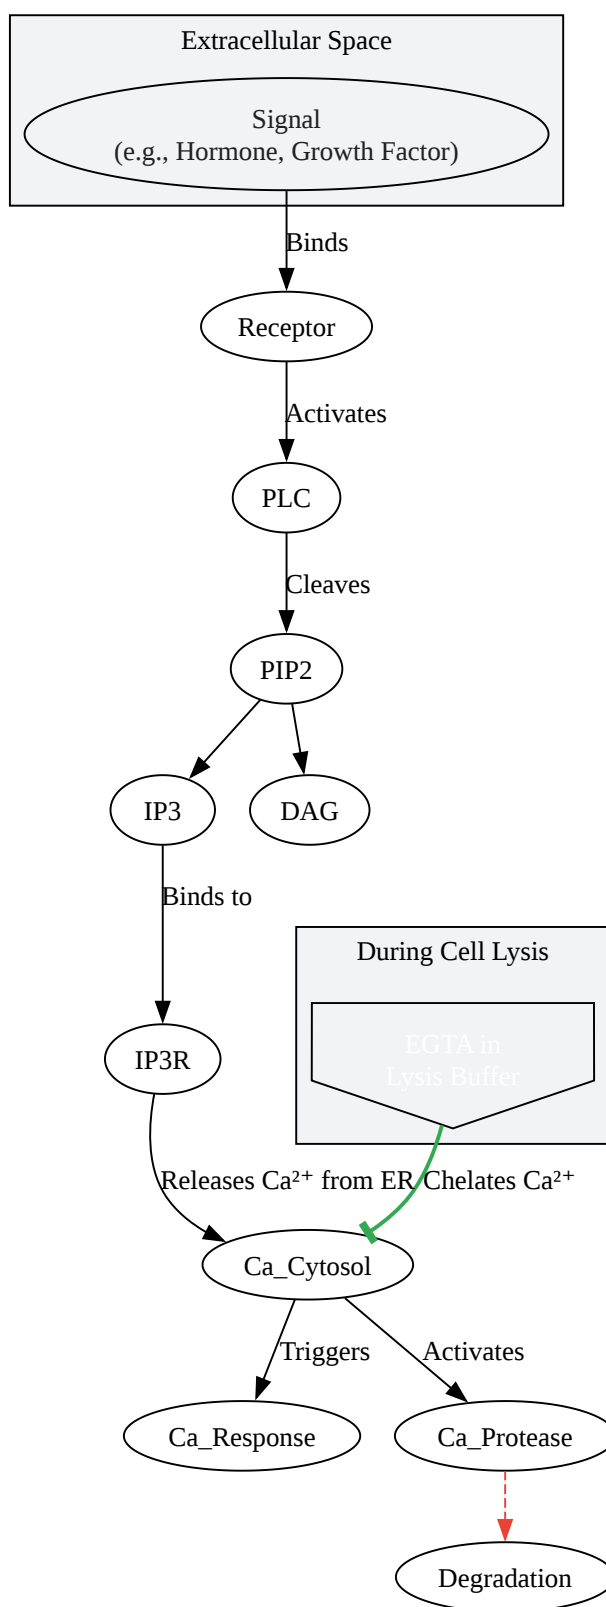 Extracellular Space
Signal
(e.g., Hormone, Growth Factor)
Binds
Receptor
Activates
PLC
Cleaves
PIP2
IP3
DAG
Binds to
During Cell Lysis
EGTA in
Lysis Buffer
IP3R
Releases Ca²⁺ from ER
Chelates Ca²⁺
Ca_Cytosol
Triggers
Activates
Ca_Response
Ca_Protease
Degradation